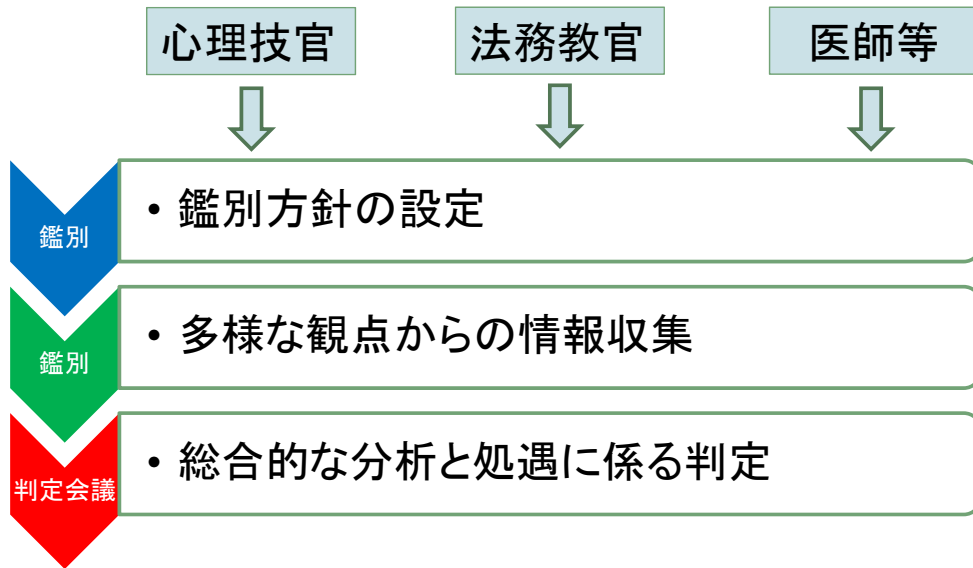 心理技官
法務教官
医師等
鑑別
・鑑別方針の設定
鑑別
・多様な観点からの情報収集
判定会議
・総合的な分析と処遇に係る判定